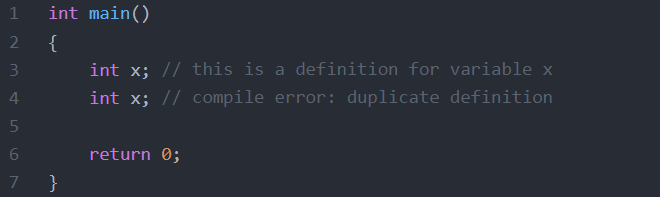 1 int main()
2 {
3     int x; // this is a definition for variable x
4     int x; // compile error: duplicate definition
5
6     return 0;
7 }